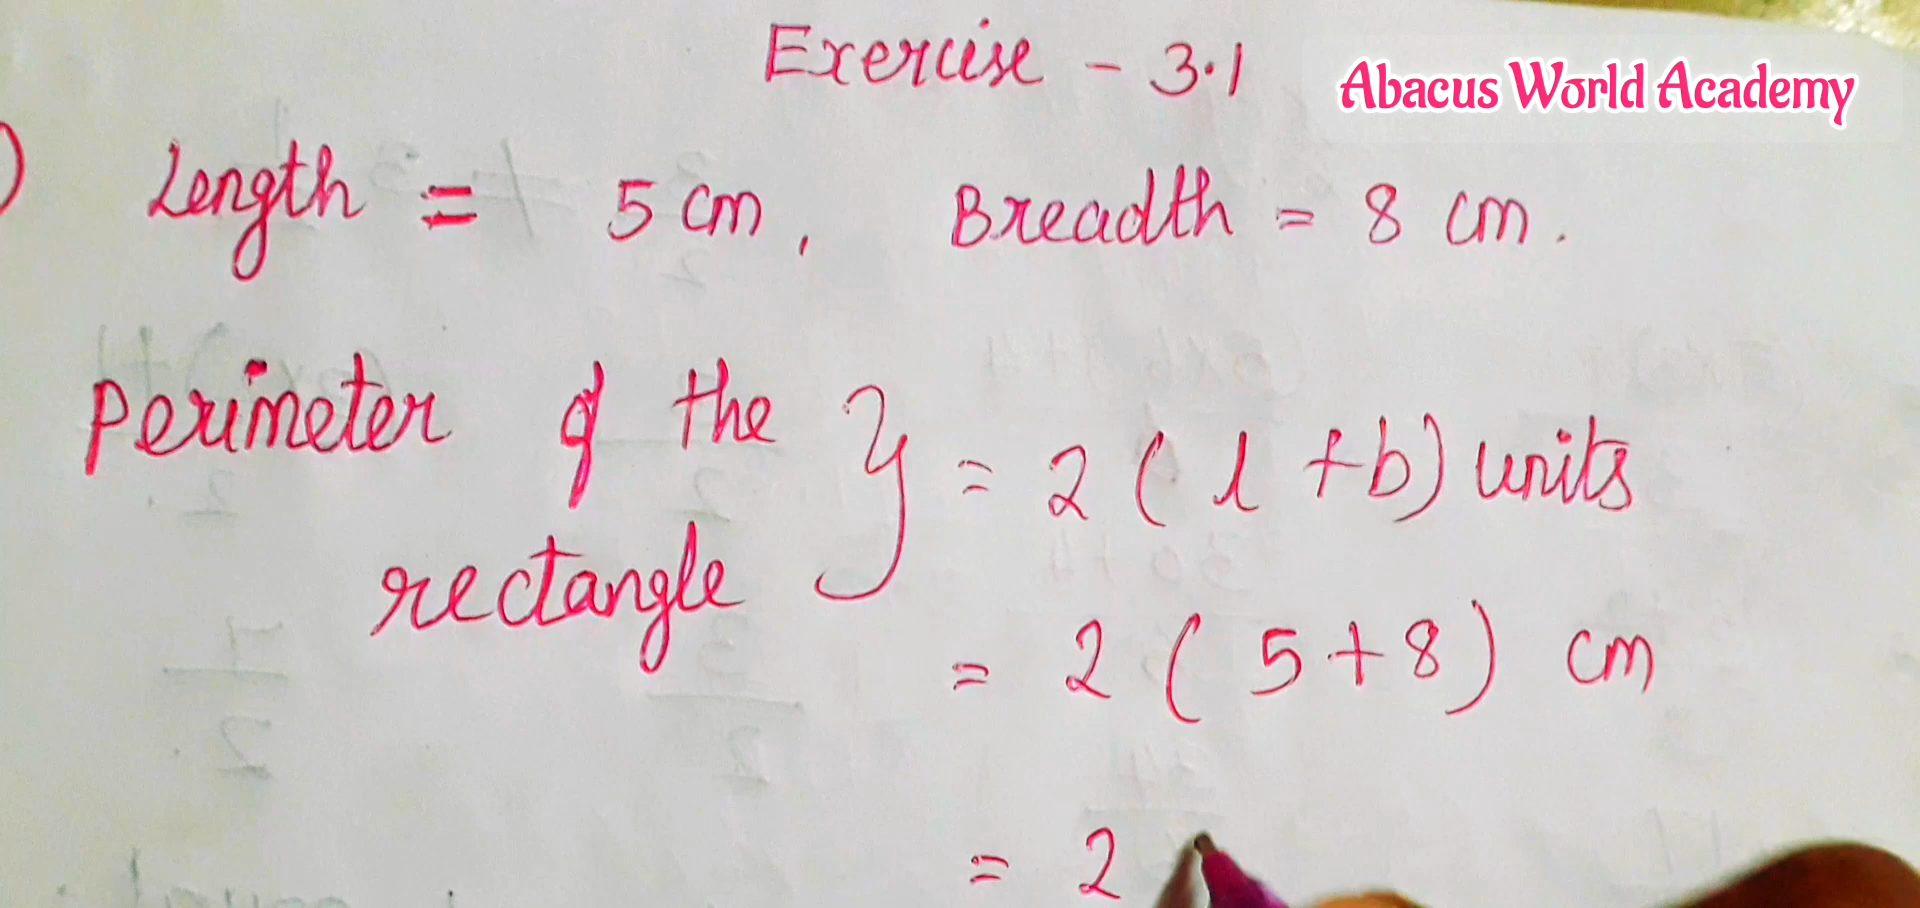 Exercise - 3.1
Abacus World Academy
) Length = 5 cm, Breadth = 8 cm.
Perimeter of the rectangle } = 2 ( l + b ) units
= 2 ( 5 + 8 ) cm
= 2